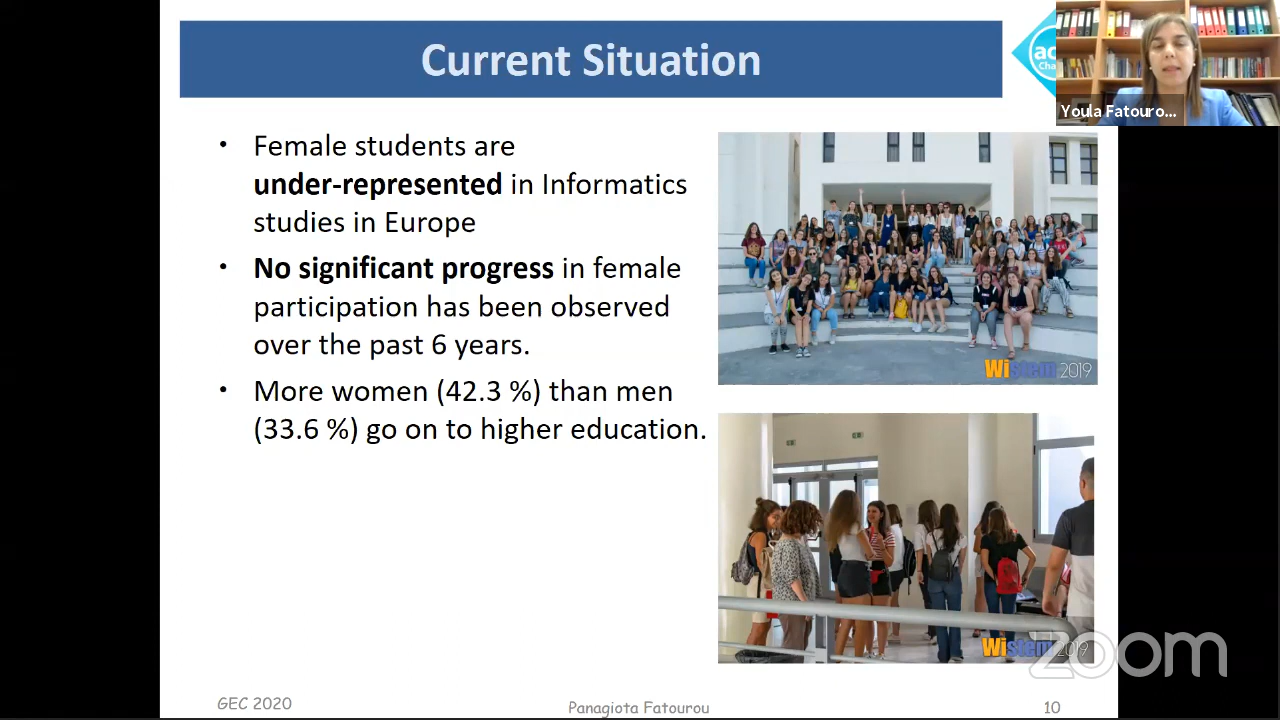 Current Situation
Youla Fatouro...
• Female students are
under-represented in Informatics
studies in Europe
• No significant progress in female
participation has been observed
over the past 6 years.
• More women (42.3 %) than men
(33.6 %) go on to higher education.
Wistem 2019
Wistem 2019
zoom
GEC 2020
Panagiota Fatourou
10